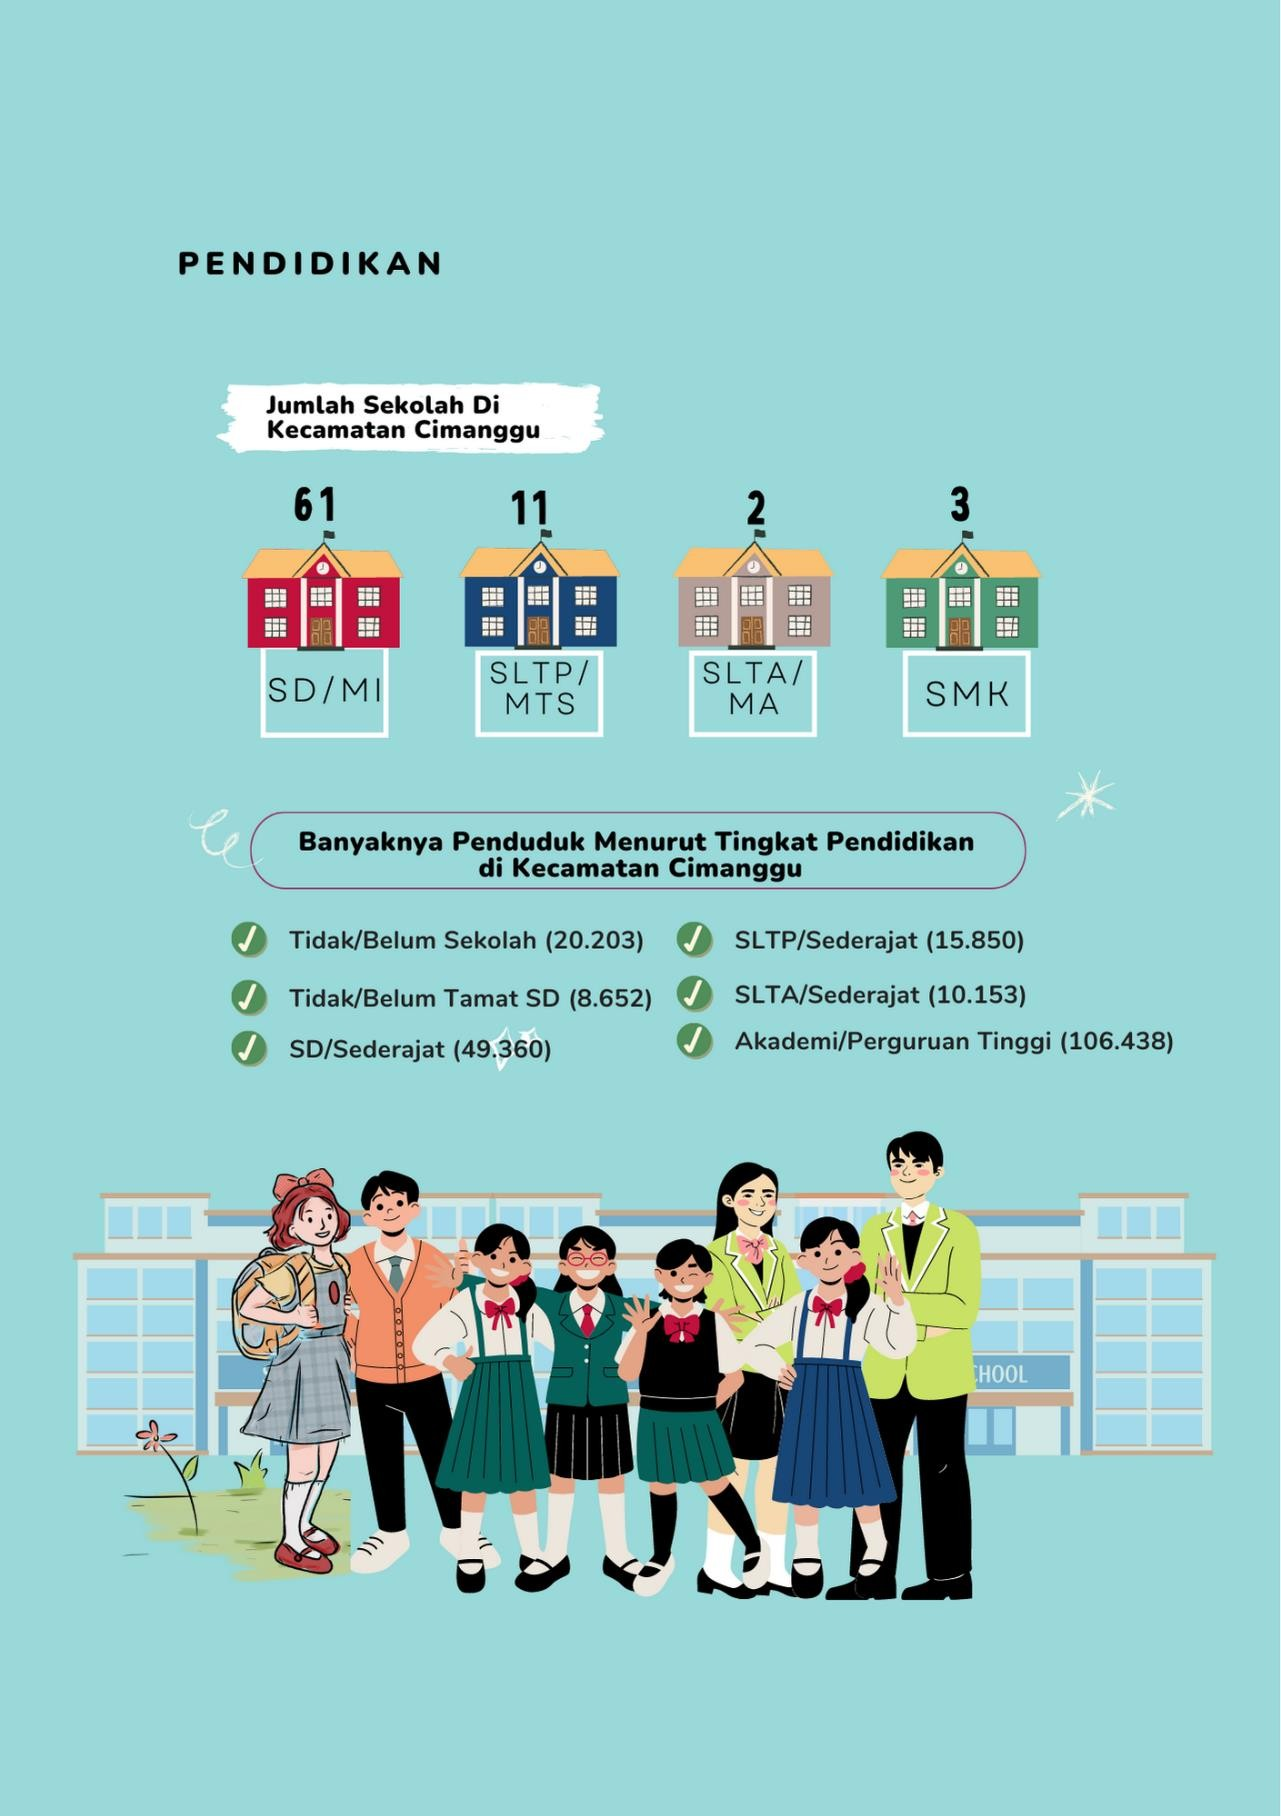 PENDIDIKAN
Jumlah Sekolah Di
Kecamatan Cimanggu
61
11
2
3
SD/MI
SLTP/
MTS
SLTA/
MA
SMK
Banyaknya Penduduk Menurut Tingkat Pendidikan
di Kecamatan Cimanggu
Tidak/Belum Sekolah (20.203)
Tidak/Belum Tamat SD (8.652)
SD/Sederajat (49.360)
SLTP/Sederajat (15.850)
SLTA/Sederajat (10.153)
Akademi/Perguruan Tinggi (106.438)